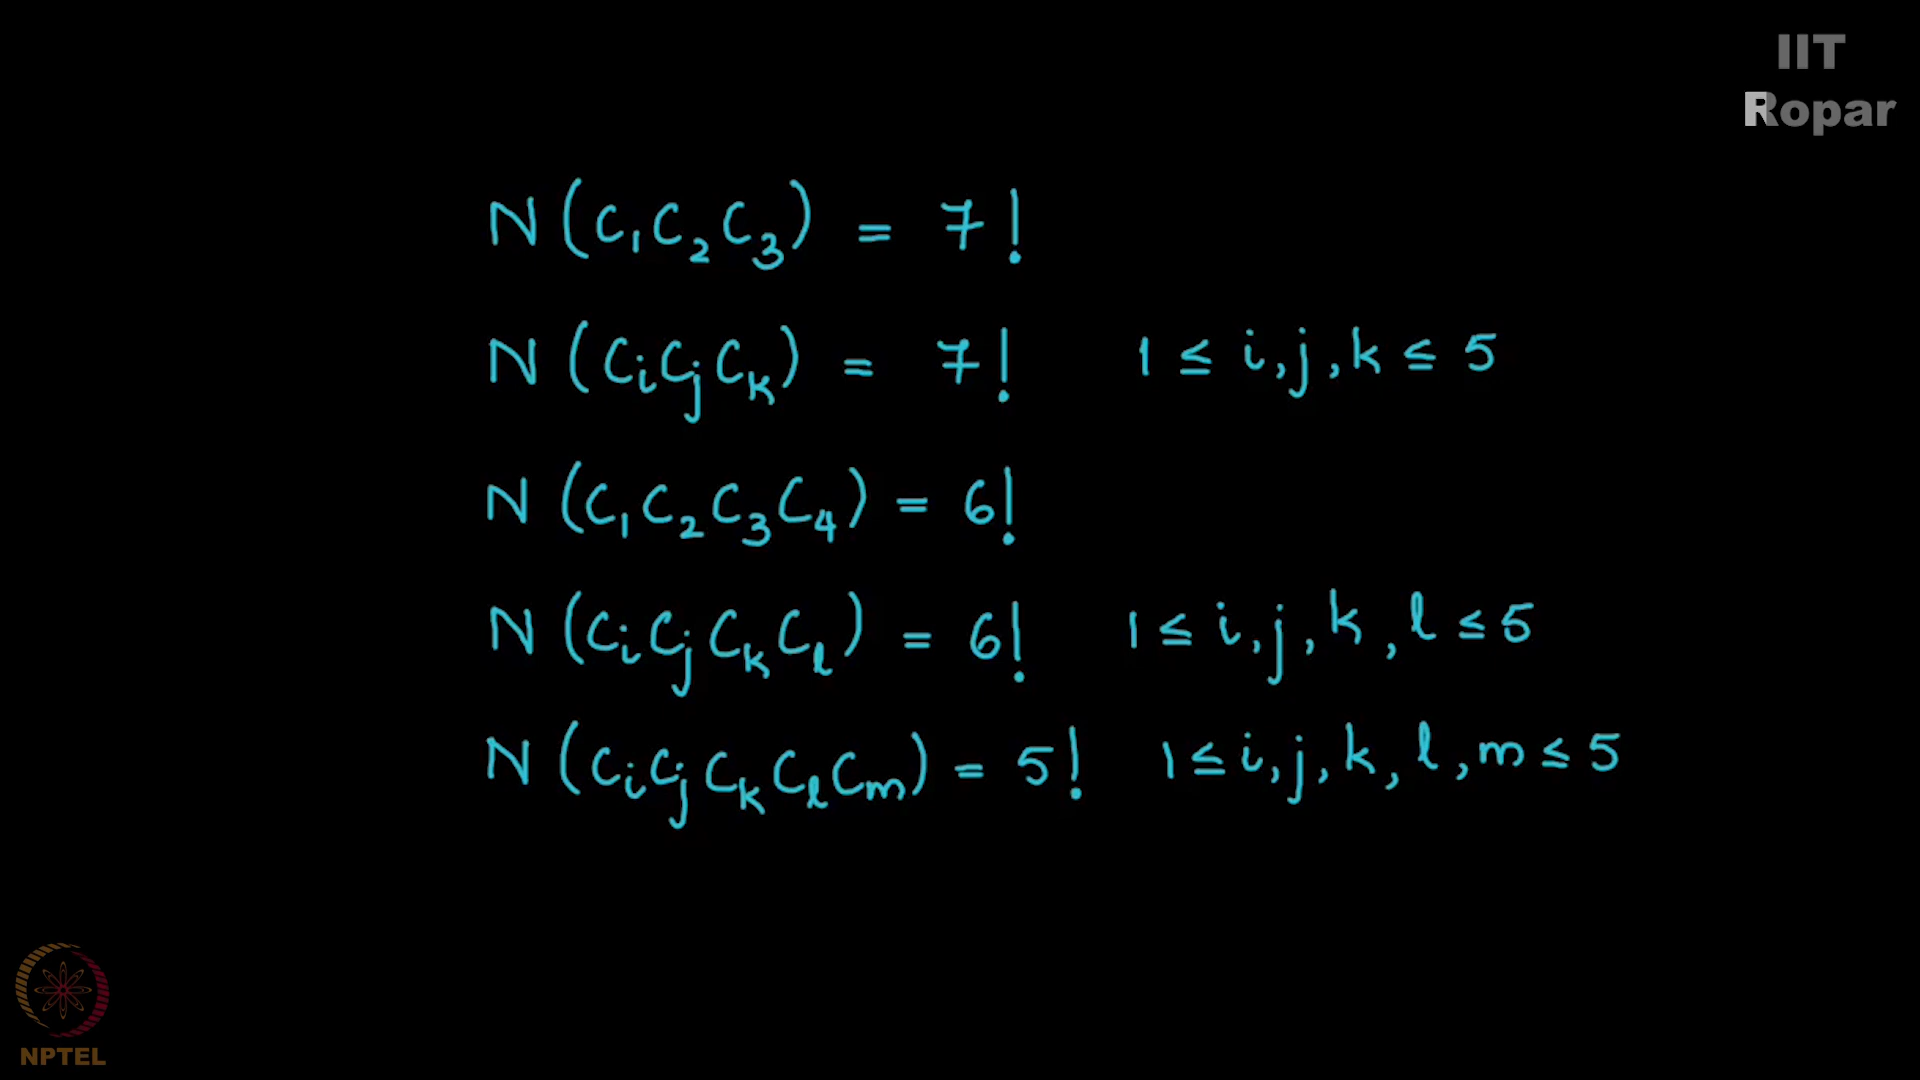 IIT
Ropar
N(C₁C₂C₃) = 7!
N(CᵢCⱼCₖ) = 7! 1 ≤ i,j,k ≤ 5
N(C₁C₂C₃C₄) = 6!
N(CᵢCⱼCₖCₗ) = 6! 1 ≤ i,j,k,l ≤ 5
N(CᵢCⱼCₖCₗCₘ) = 5! 1 ≤ i,j,k,l,m ≤ 5
NPTEL